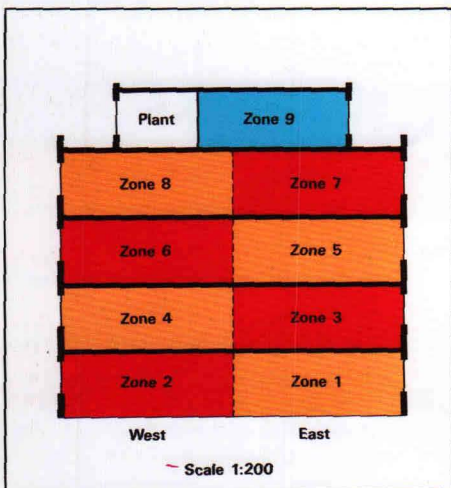 Plant Zone 9
Zone 8 Zone 7
Zone 6 Zone 5
Zone 4 Zone 3
Zone 2 Zone 1
West East
Scale 1:200